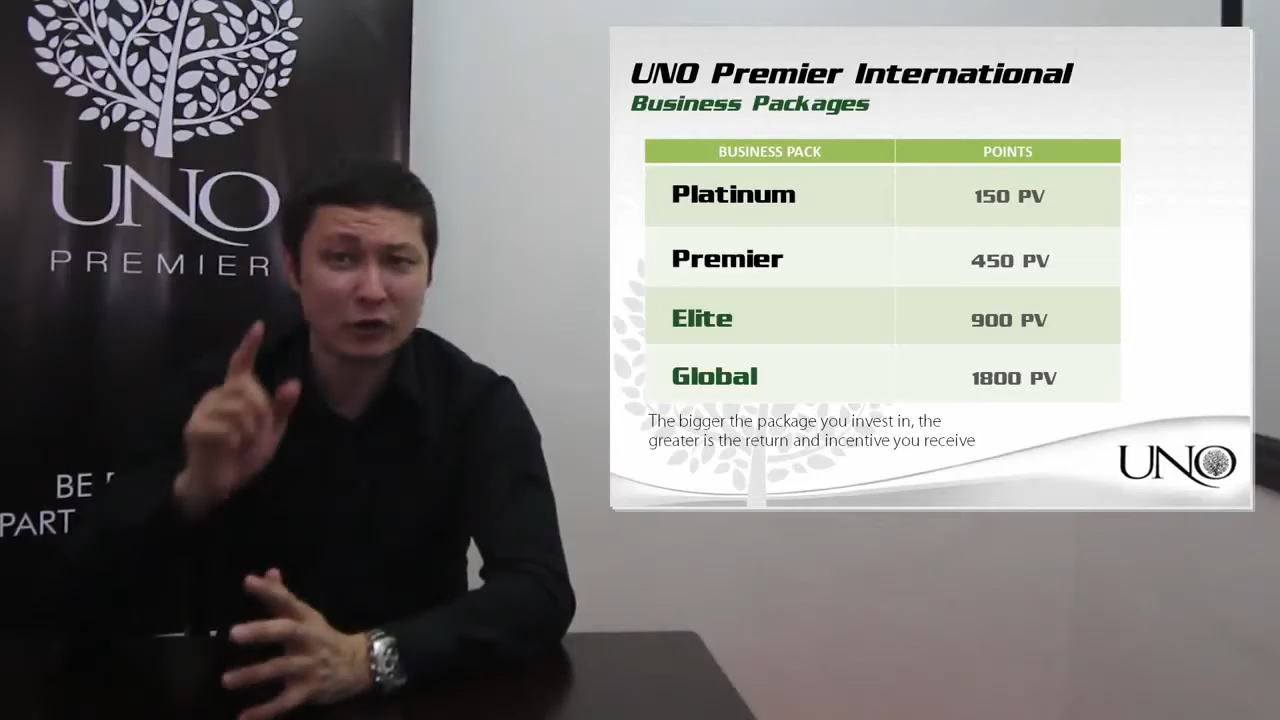 UNO
PREMIER
BE
PART
UNO Premier International
Business Packages
BUSINESS PACK POINTS
Platinum 150 PV
Premier 450 PV
Elite 900 PV
Global 1800 PV
The bigger the package you invest in, the
greater is the return and incentive you receive
UNO